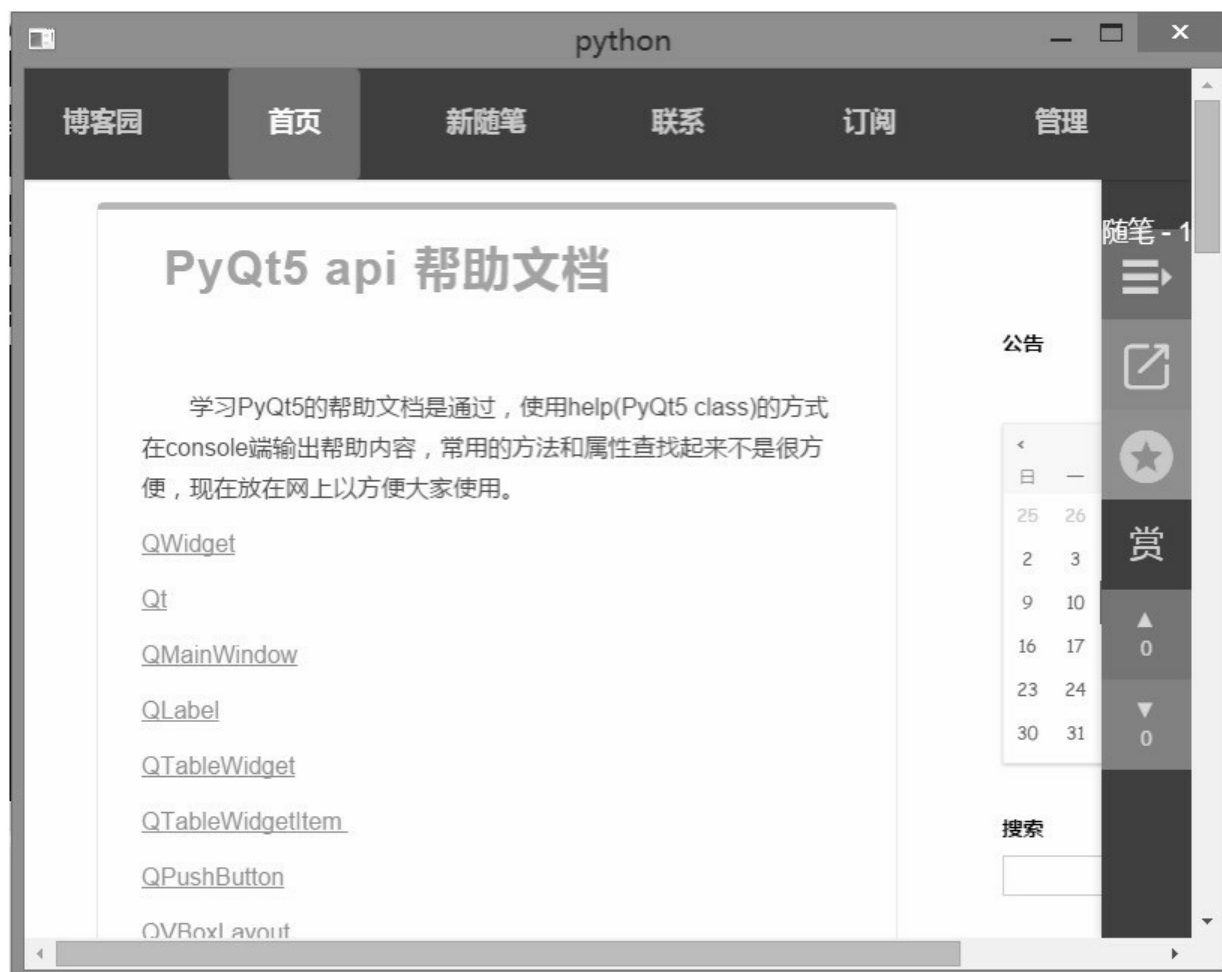 python
博客园 首页 新随笔 联系 订阅 管理
随笔 - 1
PyQt5 api 帮助文档
学习PyQt5的帮助文档是通过，使用help(PyQt5 class)的方式
在console端输出帮助内容，常用的方法和属性查找起来不是很方
便，现在放在网上以方便大家使用。
QWidget
Qt
QMainWindow
QLabel
QTableWidget
QTableWidgetItem
QPushButton
QVBoxLayout
公告
<
日 一
25 26
2 3
9 10
16 17
23 24
30 31
搜索
赏
▲
0
▼
0